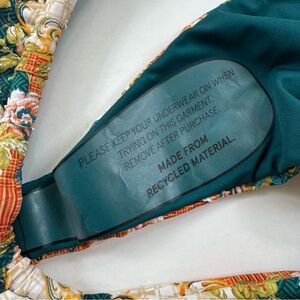 PLEASE KEEP YOUR UNDERWEAR ON WHEN
TRYING ON THIS GARMENT.
REMOVE AFTER PURCHASE.
MADE FROM
RECYCLED MATERIAL.